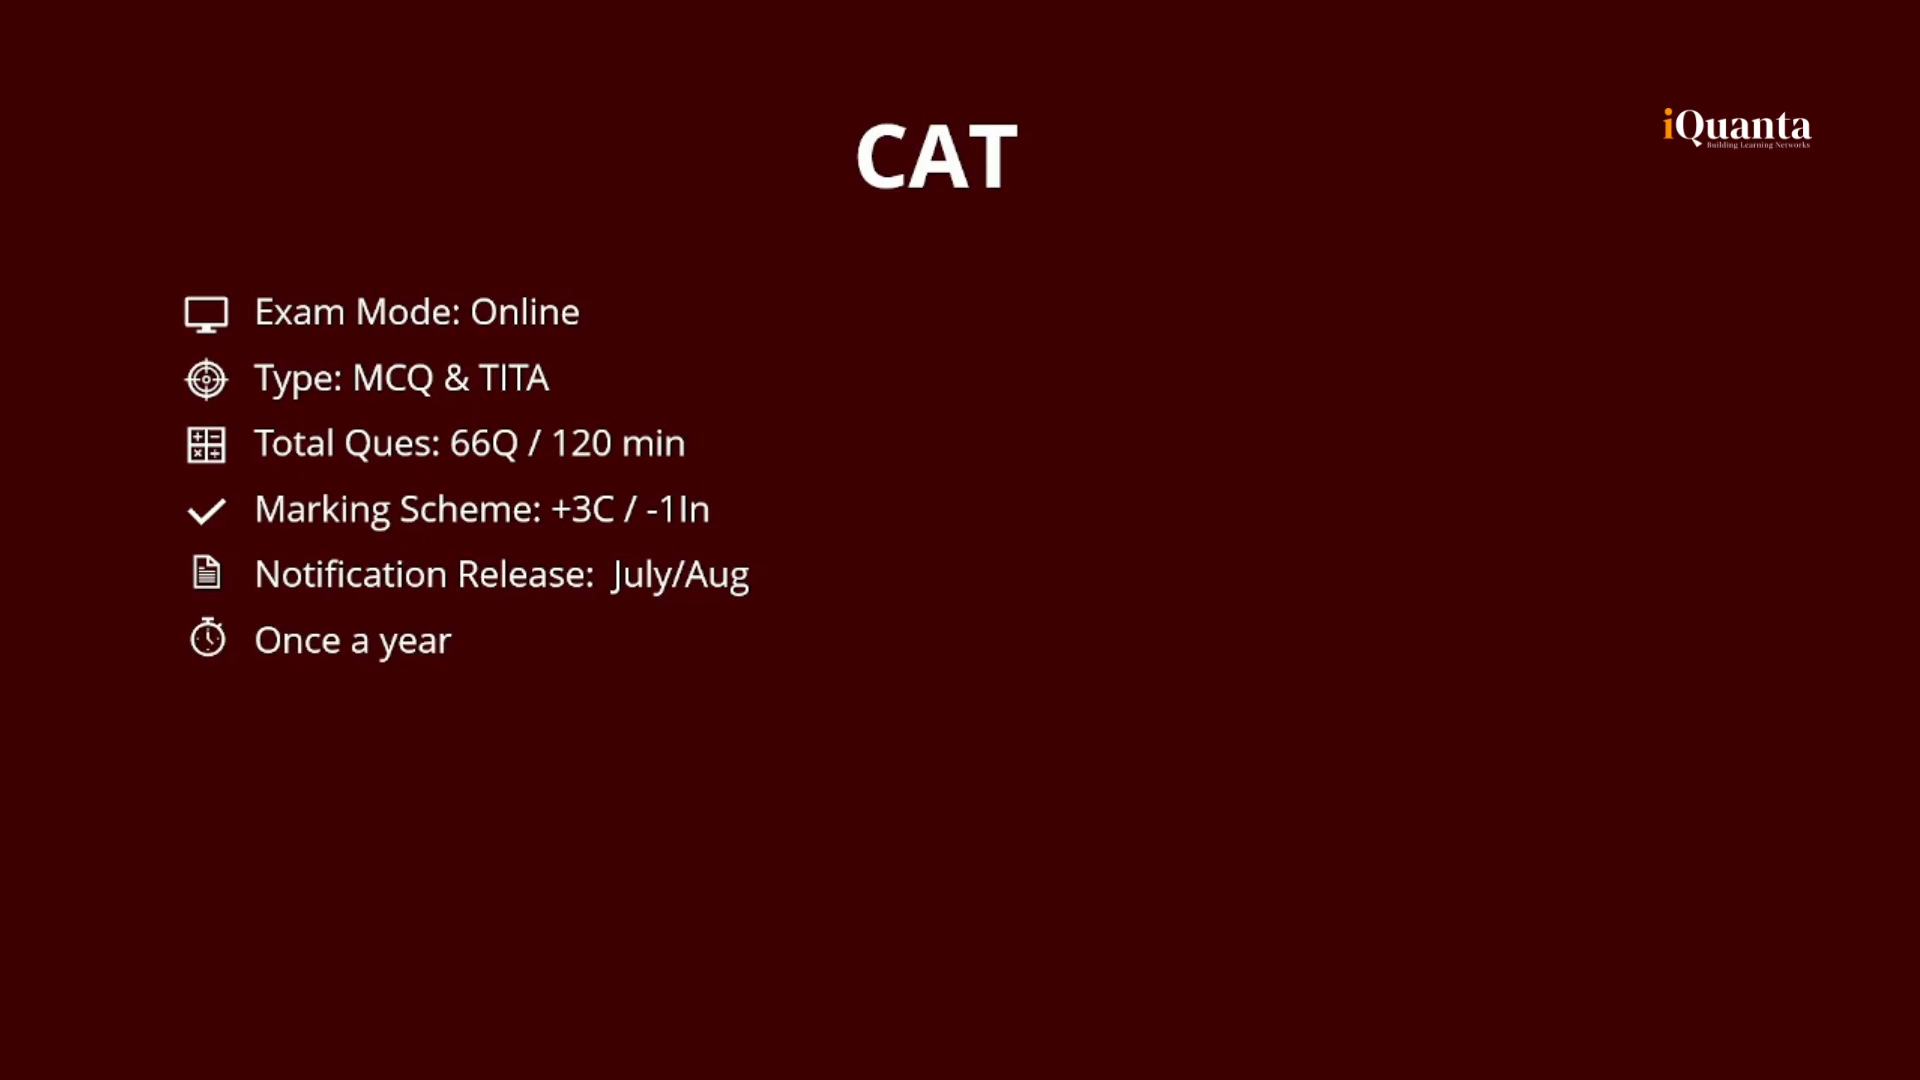 CAT
iQuanta
Building Learning Networks
Exam Mode: Online
Type: MCQ & TITA
Total Ques: 66Q / 120 min
Marking Scheme: +3C / -1In
Notification Release: July/Aug
Once a year